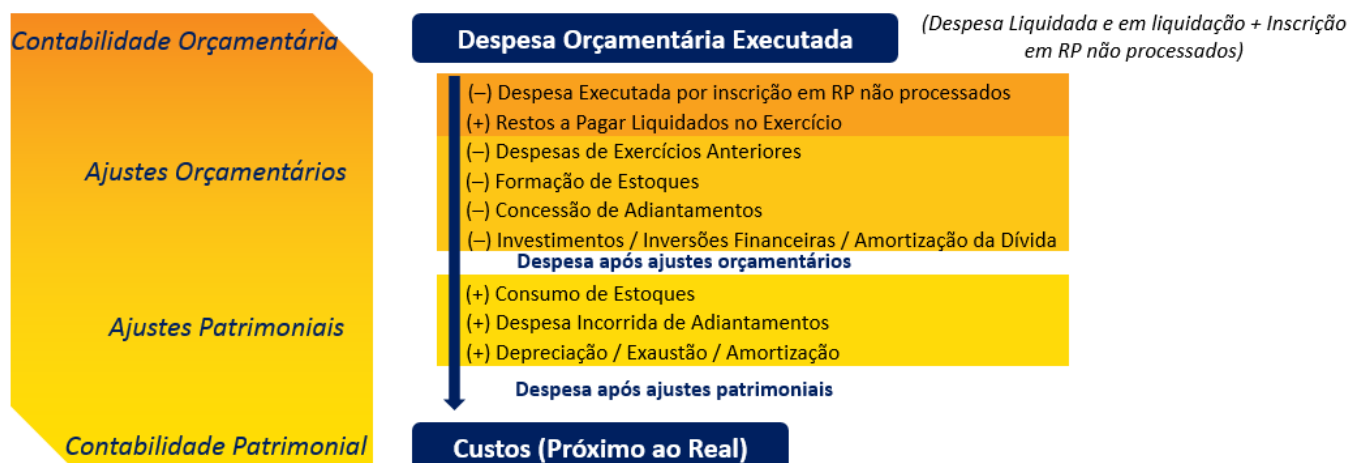 Contabilidade Orçamentária
Despesa Orçamentária Executada
(Despesa Liquidada e em liquidação + Inscrição
em RP não processados)
(–) Despesa Executada por inscrição em RP não processados
(+) Restos a Pagar Liquidados no Exercício
Ajustes Orçamentários
(–) Despesas de Exercícios Anteriores
(–) Formação de Estoques
(–) Concessão de Adiantamentos
(–) Investimentos / Inversões Financeiras / Amortização da Dívida
Despesa após ajustes orçamentários
Ajustes Patrimoniais
(+) Consumo de Estoques
(+) Despesa Incorrida de Adiantamentos
(+) Depreciação / Exaustão / Amortização
Despesa após ajustes patrimoniais
Contabilidade Patrimonial
Custos (Próximo ao Real)